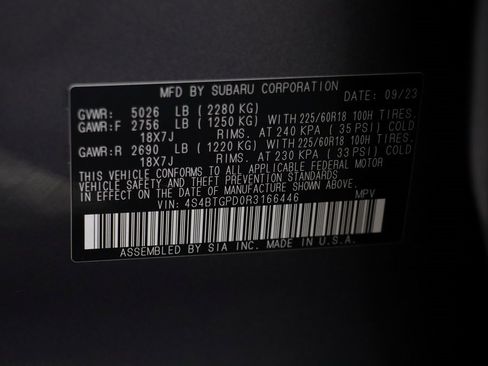 MFD BY SUBARU CORPORATION
DATE: 09/23
GVWR: 5026 LB ( 2280 KG)
GAWR:F 2756 LB ( 1250 KG) WITH 225/60R18 100H TIRES,
18X7J RIMS, AT 240 KPA ( 35 PSI) COLD
GAWR:R 2690 LB ( 1220 KG) WITH 225/60R18 100H TIRES,
18X7J RIMS, AT 230 KPA ( 33 PSI) COLD
THIS VEHICLE CONFORMS TO ALL APPLICABLE FEDERAL MOTOR
VEHICLE SAFETY AND THEFT PREVENTION STANDARDS
IN EFFECT ON THE DATE OF MANUFACTURE SHOWN ABOVE.
VIN: 4S4BTGPD0R3166446 MPV
ASSEMBLED BY SIA INC. MADE IN U.S.A.